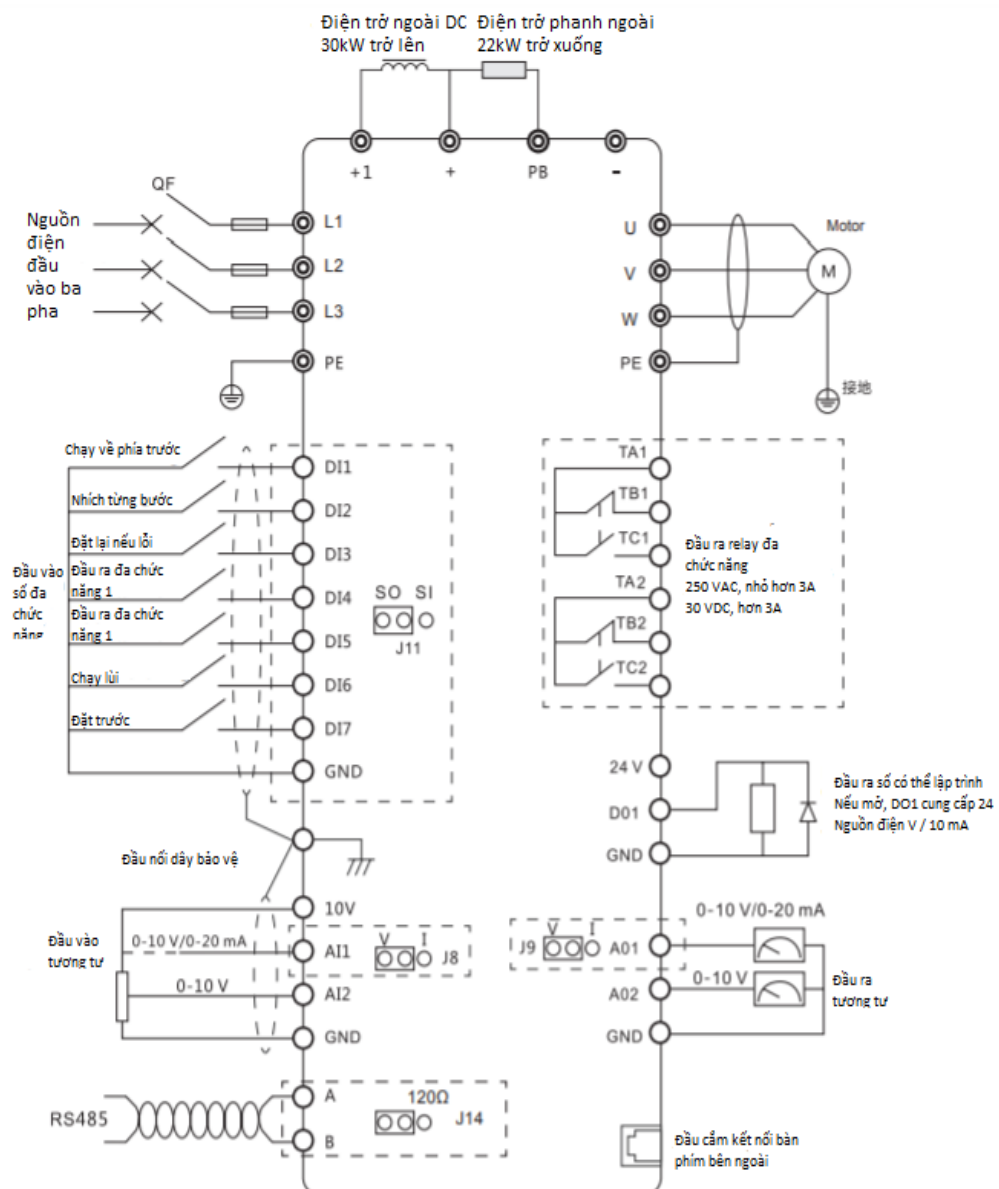 Điện trở ngoài DC
30kW trở lên
Điện trở phanh ngoài
22kW trở xuống
+1
+
PB
-
QF
Nguồn
điện
đầu
vào ba
pha
L1
L2
L3
PE
U
V
W
PE
Motor
M
接地
Đầu vào
số đa
chức
năng
Chạy về phía trước
Nhích từng bước
Đặt lại nếu lỗi
Đầu ra đa chức
năng 1
Đầu ra đa chức
năng 1
Chạy lùi
Đặt trước
DI1
DI2
DI3
DI4
DI5
DI6
DI7
GND
SO SI
J11
TA1
TB1
TC1
TA2
TB2
TC2
Đầu ra relay đa
chức năng
250 VAC, nhỏ hơn 3A
30 VDC, hơn 3A
24 V
D01
GND
Đầu ra số có thể lập trình
Nếu mở, DO1 cung cấp 24
Nguồn điện V / 10 mA
Đầu nối dây bảo vệ
Đầu vào
tương tự
0-10 V/0-20 mA
0-10 V
10V
AI1
AI2
GND
V I
J8
J9
V I
A01
A02
GND
0-10 V/0-20 mA
0-10 V
Đầu ra
tương tự
RS485
A
B
120Ω
J14
Đầu cắm kết nối bàn
phím bên ngoài